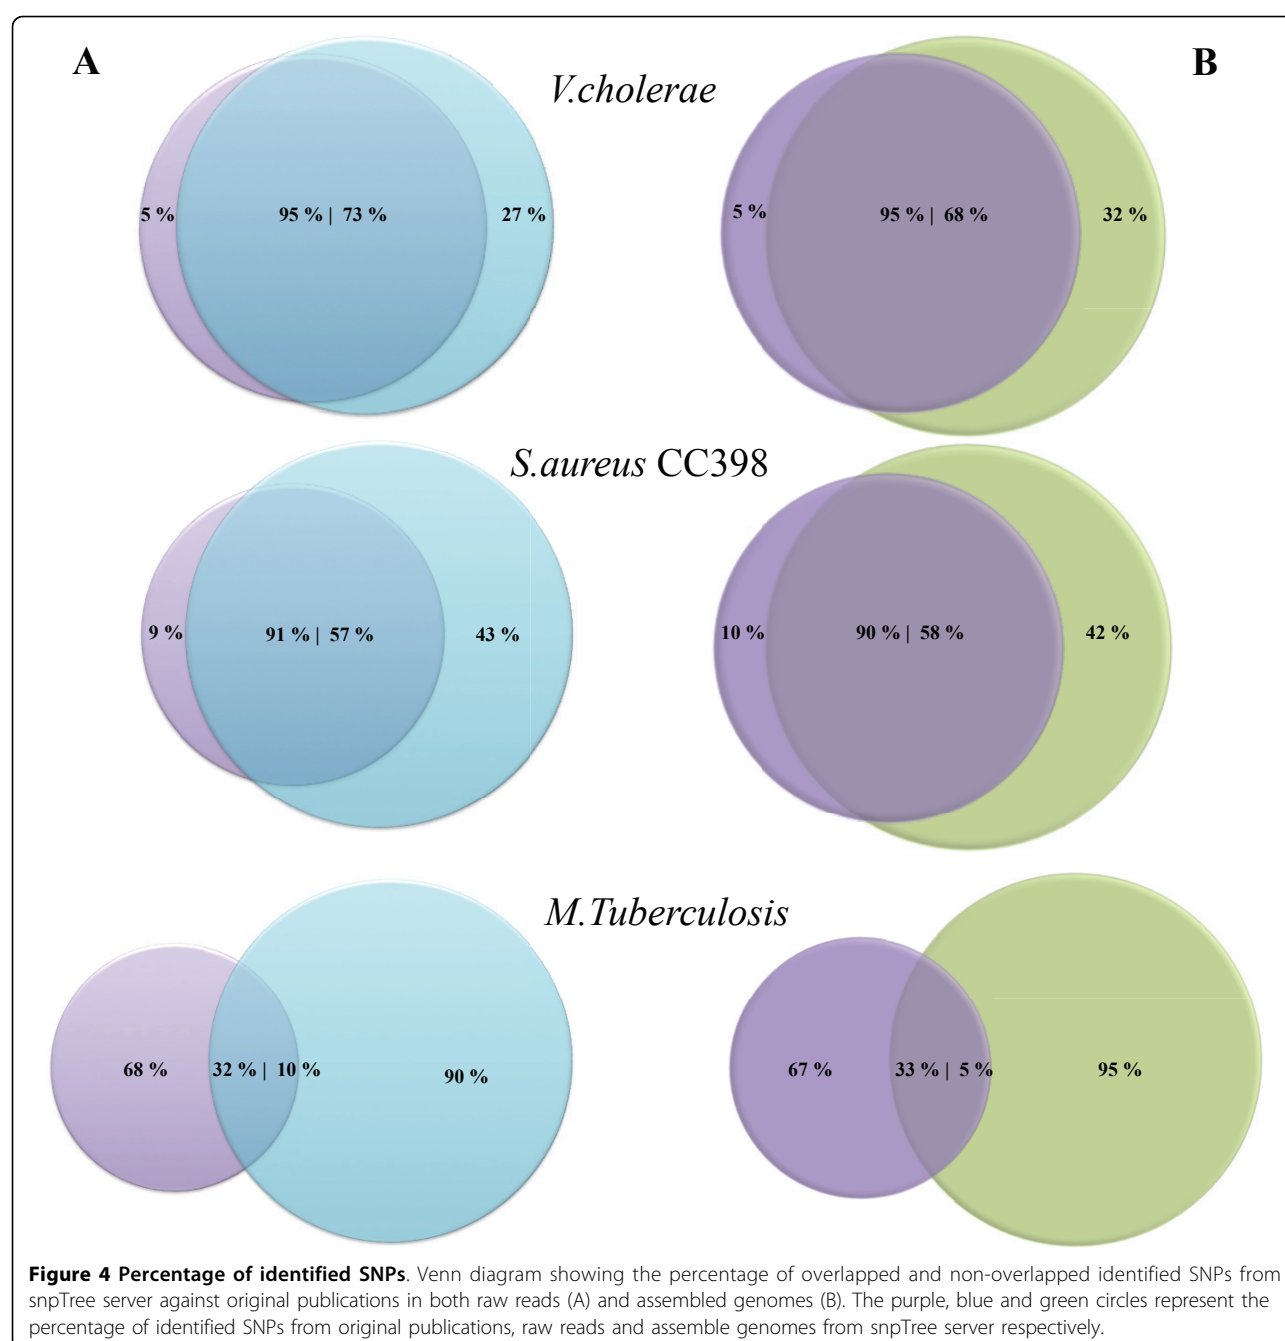 A
B
V.cholerae
5 %
95 % | 73 %
27 %
5 %
95 % | 68 %
32 %
S.aureus CC398
9 %
91 % | 57 %
43 %
10 %
90 % | 58 %
42 %
M.Tuberculosis
68 %
32 % | 10 %
90 %
67 %
33 % | 5 %
95 %
Figure 4 Percentage of identified SNPs. Venn diagram showing the percentage of overlapped and non-overlapped identified SNPs from
snpTree server against original publications in both raw reads (A) and assembled genomes (B). The purple, blue and green circles represent the
percentage of identified SNPs from original publications, raw reads and assemble genomes from snpTree server respectively.